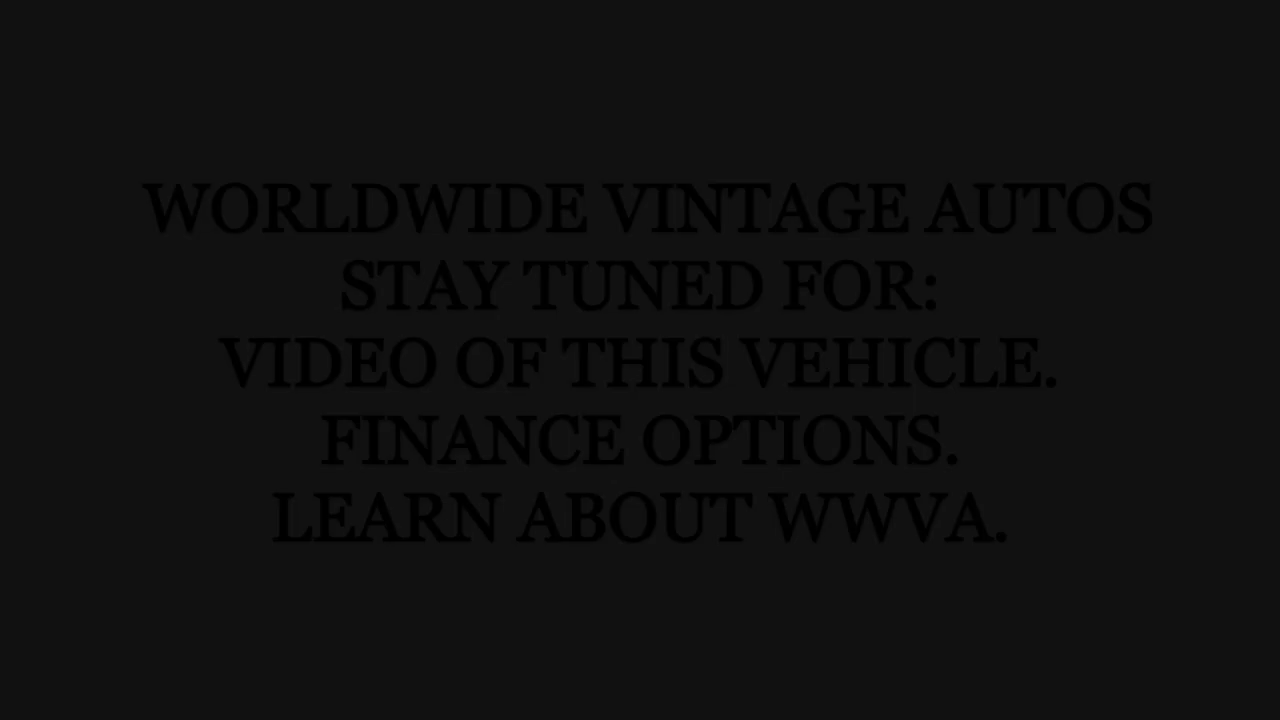 WORLDWIDE VINTAGE AUTOS
STAY TUNED FOR:
VIDEO OF THIS VEHICLE.
FINANCE OPTIONS.
LEARN ABOUT WWVA.